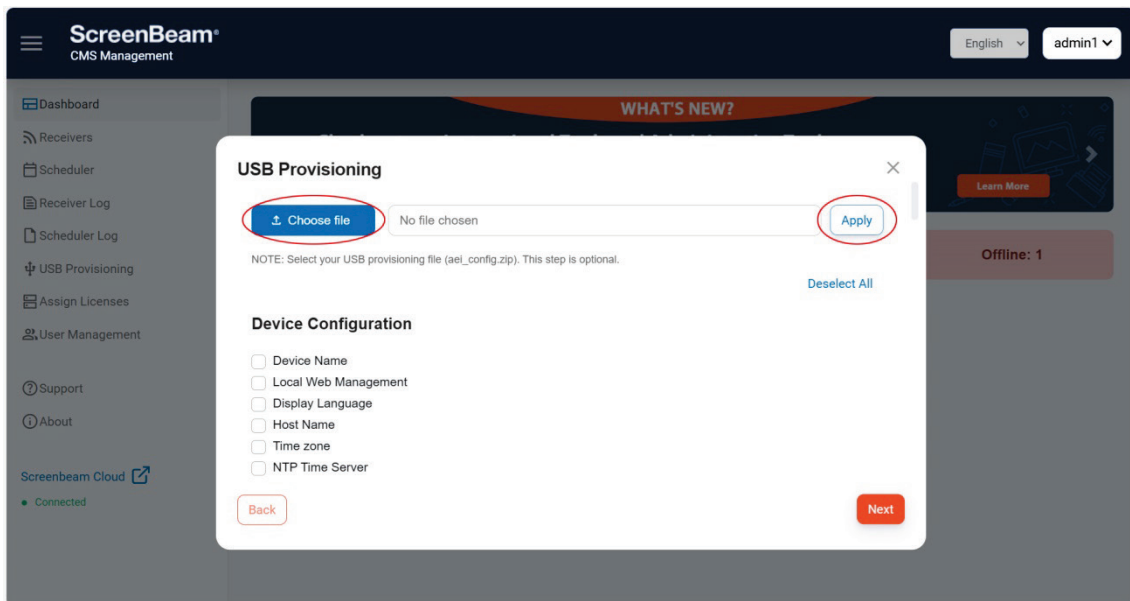 ScreenBeam®
CMS Management
English
admin1
Dashboard
Receivers
Scheduler
Receiver Log
Scheduler Log
USB Provisioning
Assign Licenses
User Management
Support
About
Screenbeam Cloud
Connected
WHAT'S NEW?
Learn More
Offline: 1
USB Provisioning
Choose file
No file chosen
Apply
NOTE: Select your USB provisioning file (aei_config.zip). This step is optional.
Deselect All
Device Configuration
Device Name
Local Web Management
Display Language
Host Name
Time zone
NTP Time Server
Back
Next